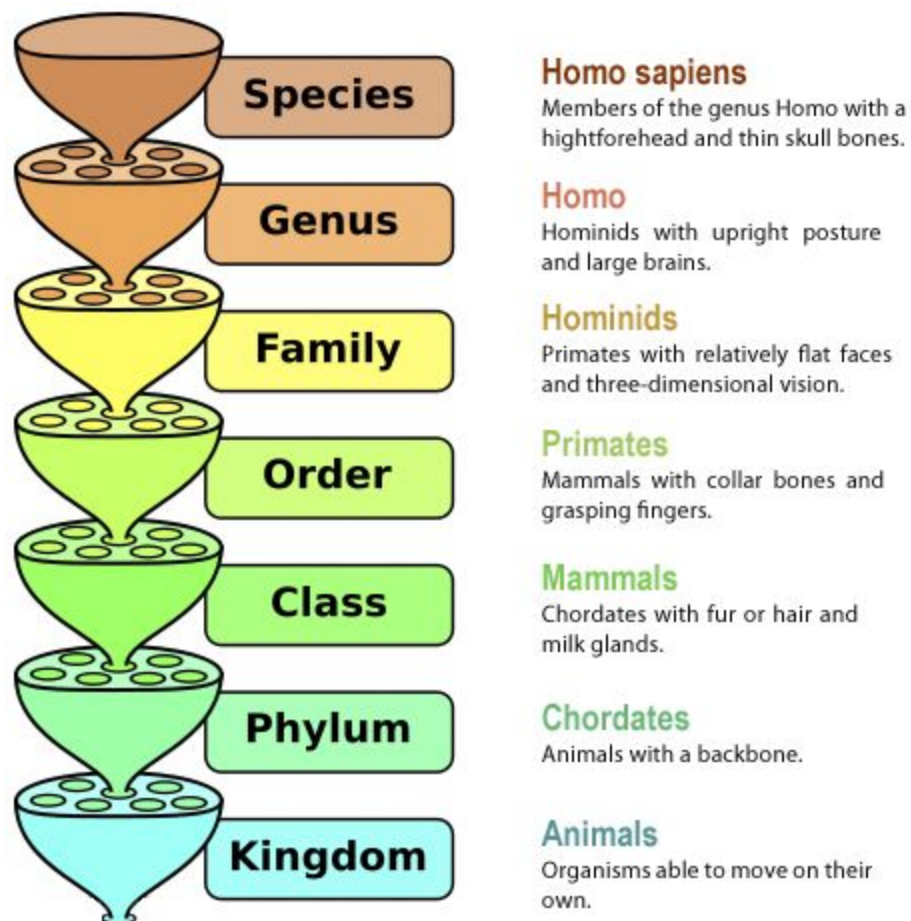 Species
Homo sapiens
Members of the genus Homo with a
hightforehead and thin skull bones.
Genus
Homo
Hominids with upright posture
and large brains.
Family
Hominids
Primates with relatively flat faces
and three-dimensional vision.
Order
Primates
Mammals with collar bones and
grasping fingers.
Class
Mammals
Chordates with fur or hair and
milk glands.
Phylum
Chordates
Animals with a backbone.
Kingdom
Animals
Organisms able to move on their
own.